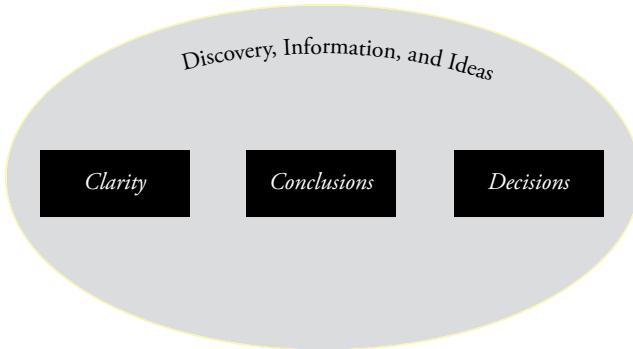 Discovery, Information, and Ideas
Clarity
Conclusions
Decisions